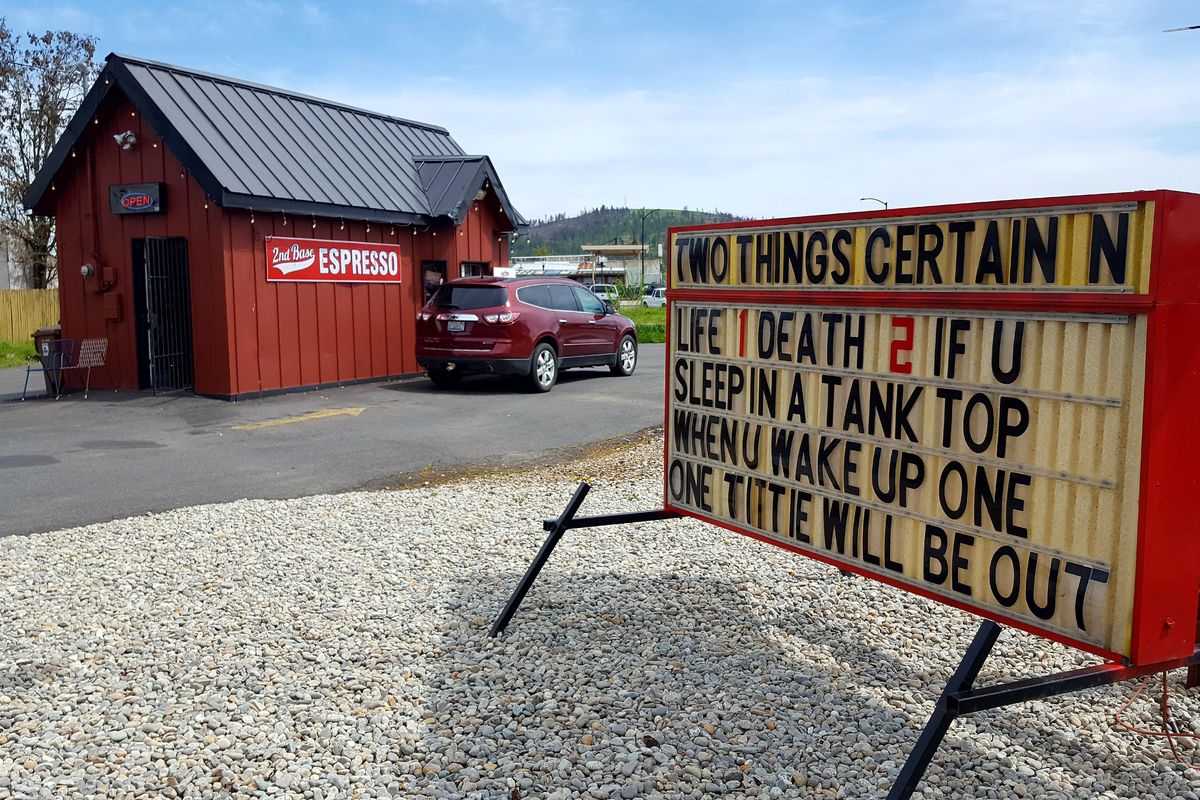 OPEN
2nd Base ESPRESSO
TWO THINGS CERTAIN N
LIFE 1 DEATH 2 IF U
SLEEP IN A TANK TOP
WHEN U WAKE UP ONE
ONE TITTIE WILL BE OUT